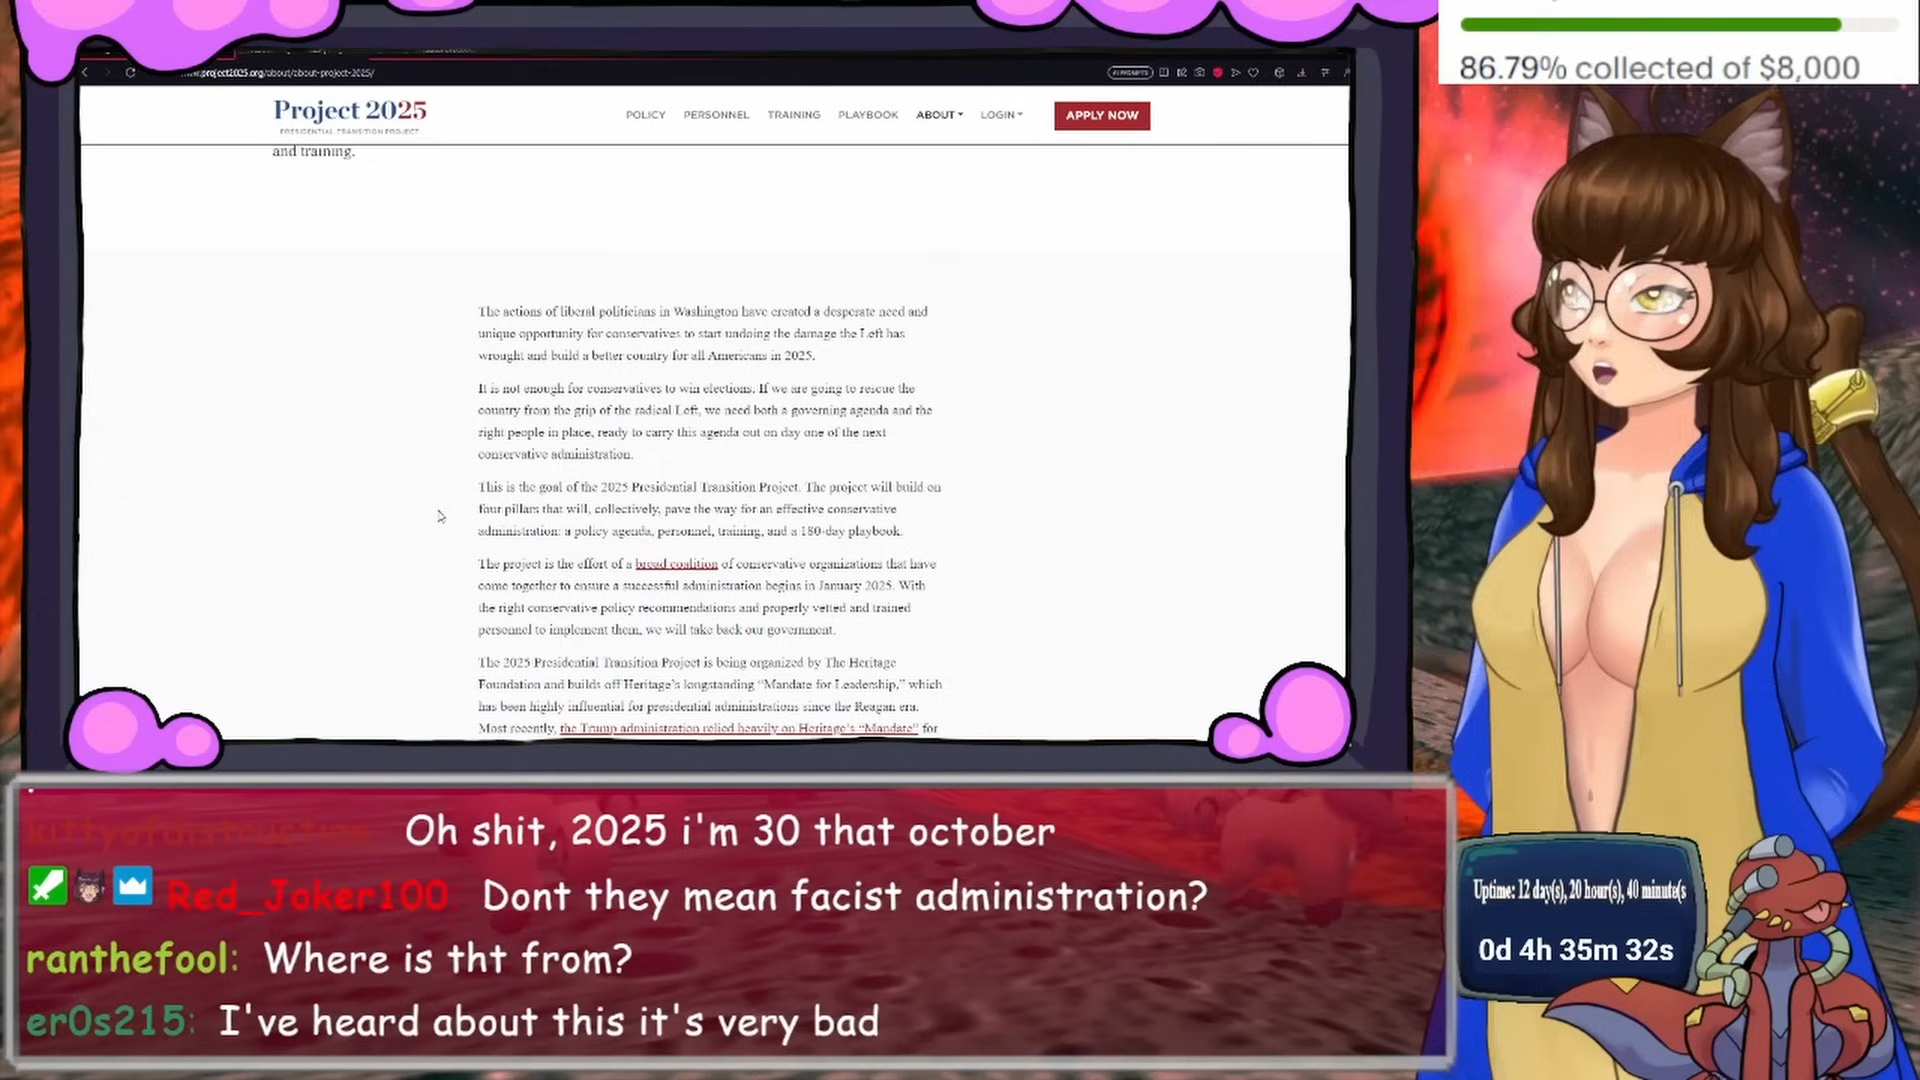 86.79% collected of $8,000
www.project2025.org/about/about-project-2025/
Project 2025
PRESIDENTIAL TRANSITION PROJECT
POLICY PERSONNEL TRAINING PLAYBOOK ABOUT LOGIN APPLY NOW
and training.
The actions of liberal politicians in Washington have created a desperate need and
unique opportunity for conservatives to start undoing the damage the Left has
wrought and build a better country for all Americans in 2025.
It is not enough for conservatives to win elections. If we are going to rescue the
country from the grip of the radical Left, we need both a governing agenda and the
right people in place, ready to carry this agenda out on day one of the next
conservative administration.
This is the goal of the 2025 Presidential Transition Project. The project will build on
four pillars that will, collectively, pave the way for an effective conservative
administration: a policy agenda, personnel, training, and a 180-day playbook.
The project is the effort of a broad coalition of conservative organizations that have
come together to ensure a successful administration begins in January 2025. With
the right conservative policy recommendations and properly vetted and trained
personnel to implement them, we will take back our government.
The 2025 Presidential Transition Project is being organized by The Heritage
Foundation and builds off Heritage's longstanding “Mandate for Leadership,” which
has been highly influential for presidential administrations since the Reagan era.
Most recently, the Trump administration relied heavily on Heritage's “Mandate” for
Oh shit, 2025 i'm 30 that october
Red_Joker100 Dont they mean facist administration?
ranthefool: Where is tht from?
er0s215: I've heard about this it's very bad
Uptime: 12 day(s), 20 hour(s), 40 minute(s
0d 4h 35m 32s